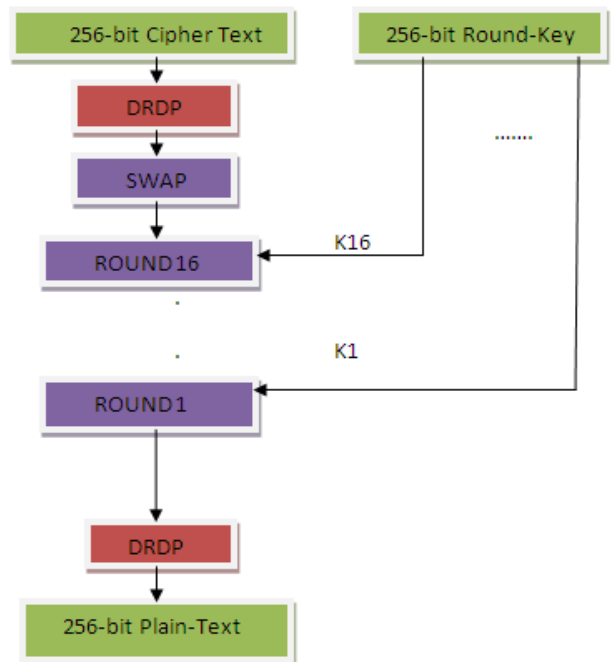 256-bit Cipher Text
256-bit Round-Key
DRDP
.......
SWAP
K16
ROUND16
.
.
K1
ROUND1
DRDP
256-bit Plain-Text